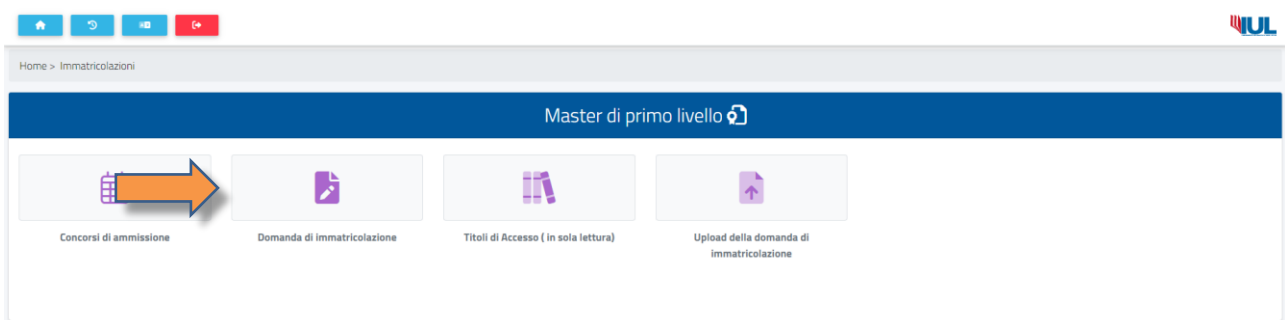 IUL
Home > Immatricolazioni
Master di primo livello
Concorsi di ammissione
Domanda di immatricolazione
Titoli di Accesso ( in sola lettura)
Upload della domanda di
immatricolazione